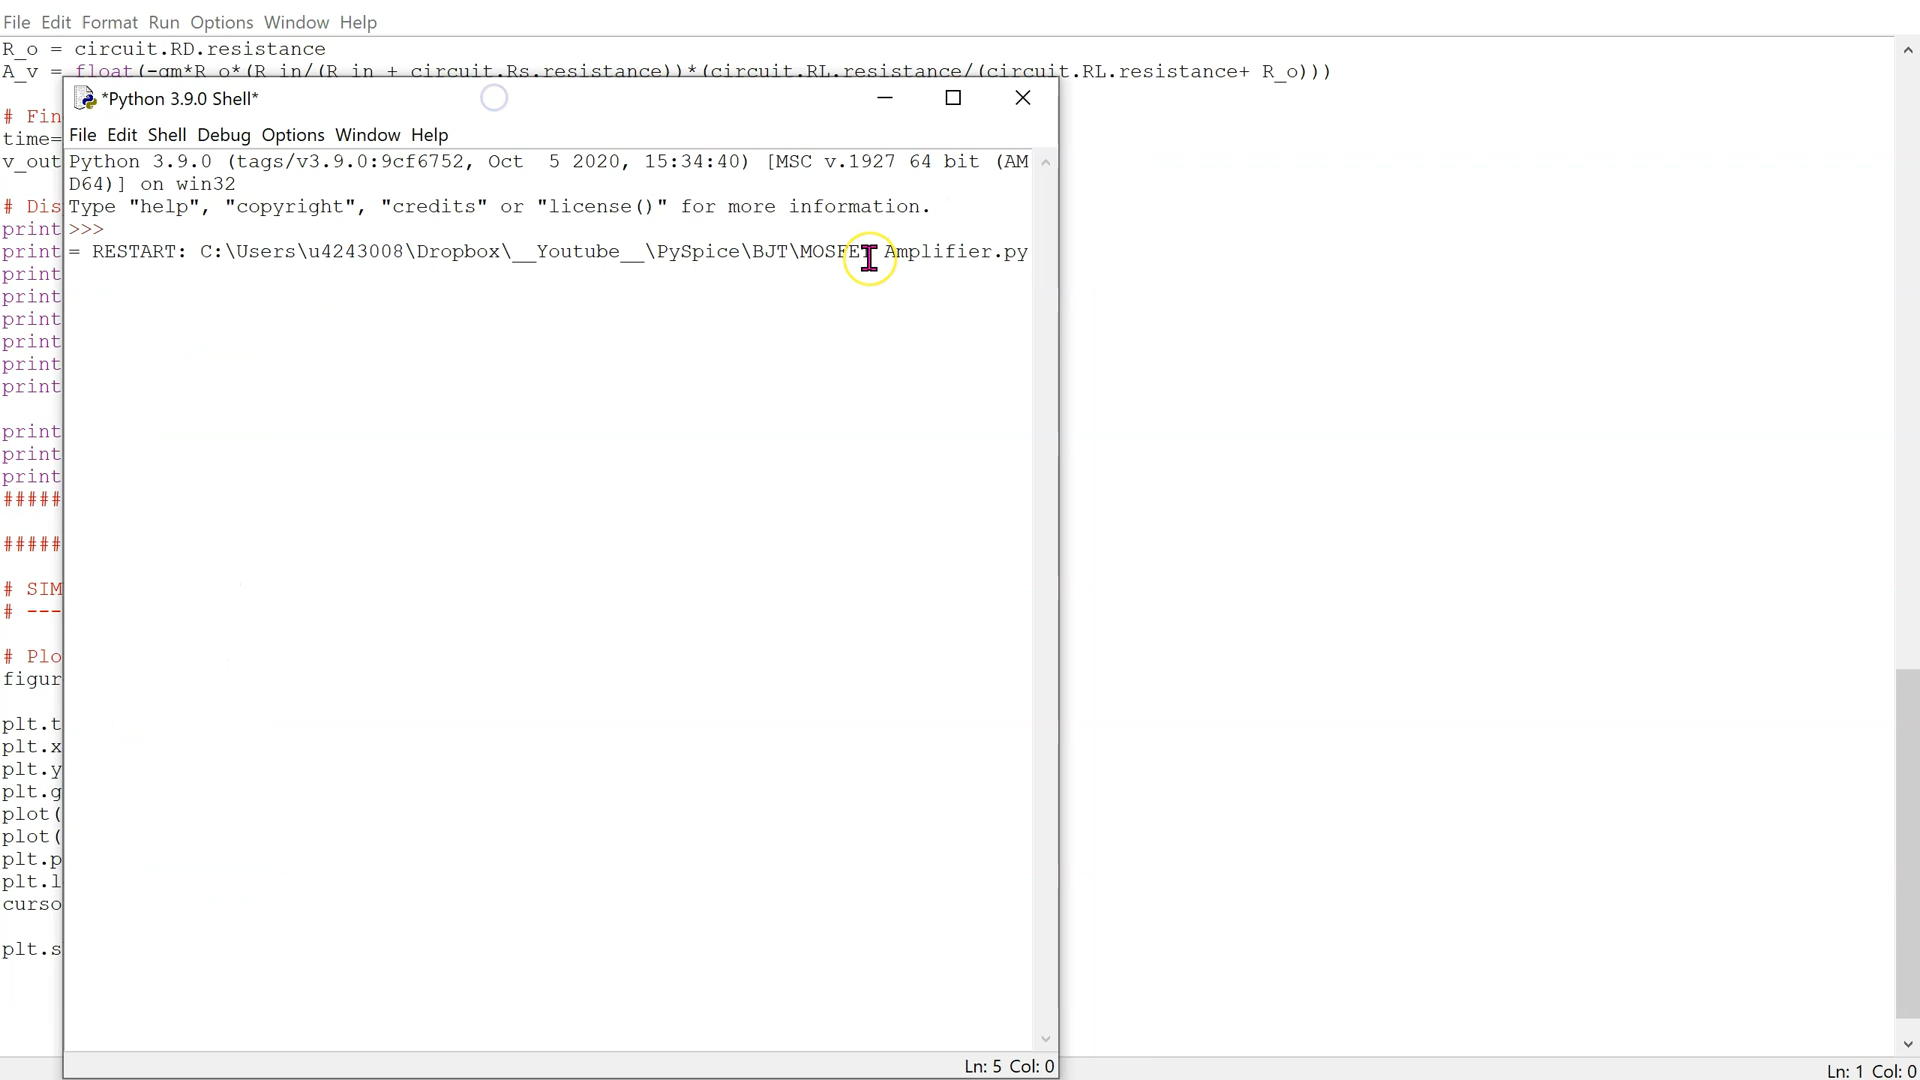 File Edit Format Run Options Window Help
R_o = circuit.RD.resistance
A_v = float(-gm*R_o*(R_in/(R_in + circuit.Rs.resistance))*(circuit.RL.resistance/(circuit.RL.resistance+ R_o)))
*Python 3.9.0 Shell*
# Fin
File Edit Shell Debug Options Window Help
time=
v_out
Python 3.9.0 (tags/v3.9.0:9cf6752, Oct  5 2020, 15:34:40) [MSC v.1927 64 bit (AM
D64)] on win32
# Dis
Type "help", "copyright", "credits" or "license()" for more information.
print
>>>
print
= RESTART: C:\Users\u4243008\Dropbox\__Youtube__\PySpice\BJT\MOSFET Amplifier.py
print
print
print
print
print
print
print
print
print
#####
#####
# SIM
# ---
# Plo
figur
plt.t
plt.x
plt.y
plt.g
plot(
plot(
plt.p
plt.l
curso
plt.s
Ln: 5 Col: 0
Ln: 1 Col: 0